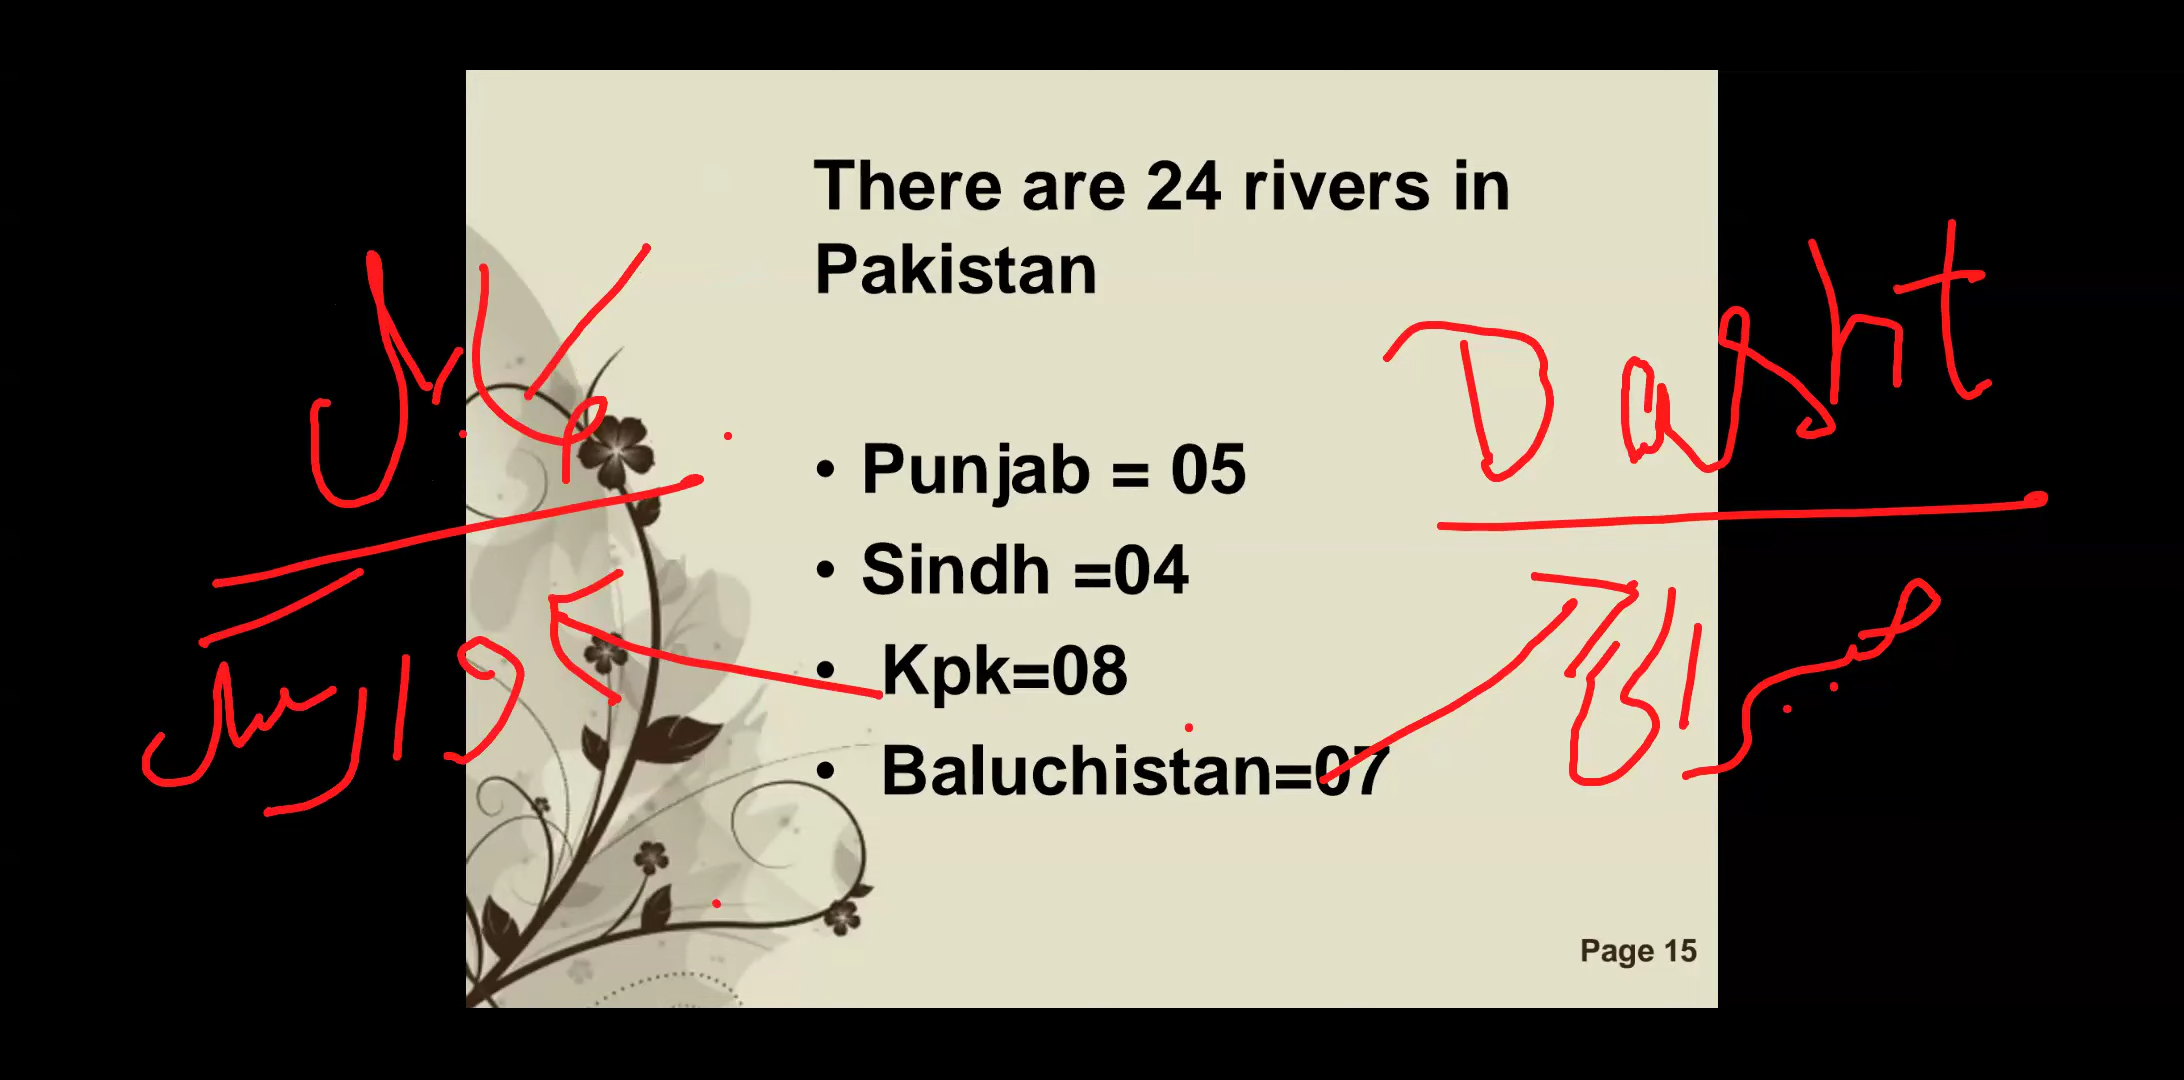 There are 24 rivers in
Pakistan
Dasht
• Punjab = 05
• Sindh =04
• Kpk=08
• Baluchistan=07
Page 15